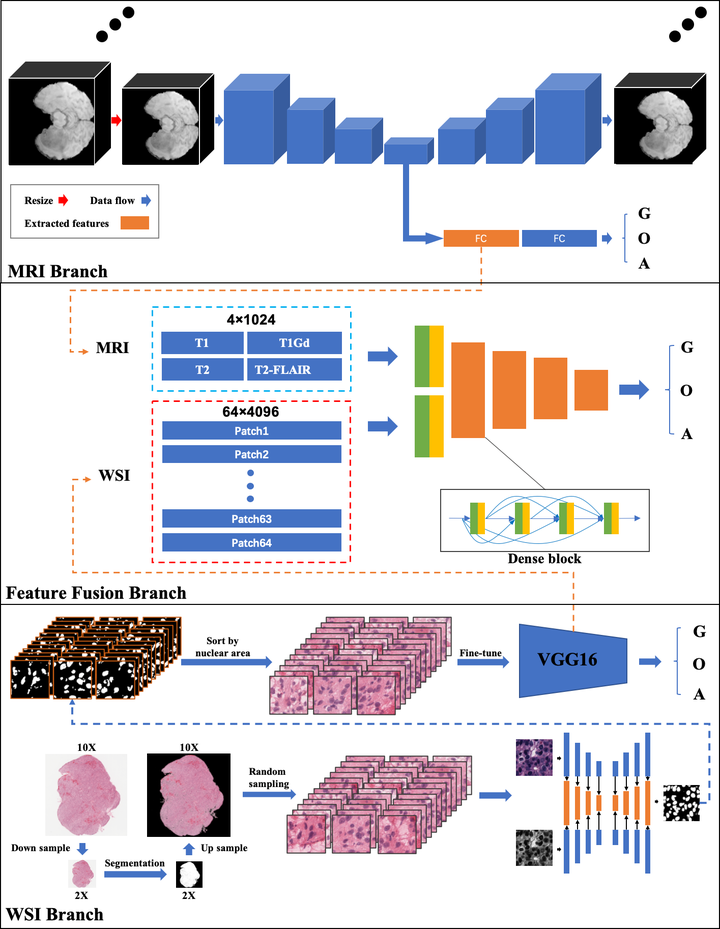 Resize
Data flow
Extracted features
FC
FC
G
O
A
MRI Branch
4×1024
MRI
T1
T1Gd
T2
T2-FLAIR
G
O
A
64×4096
Patch1
Patch2
WSI
Patch63
Patch64
Dense block
Feature Fusion Branch
Sort by
nuclear area
Fine-tune
VGG16
G
O
A
10X
10X
Random
sampling
Down sample
Up sample
Segmentation
2X
2X
WSI Branch